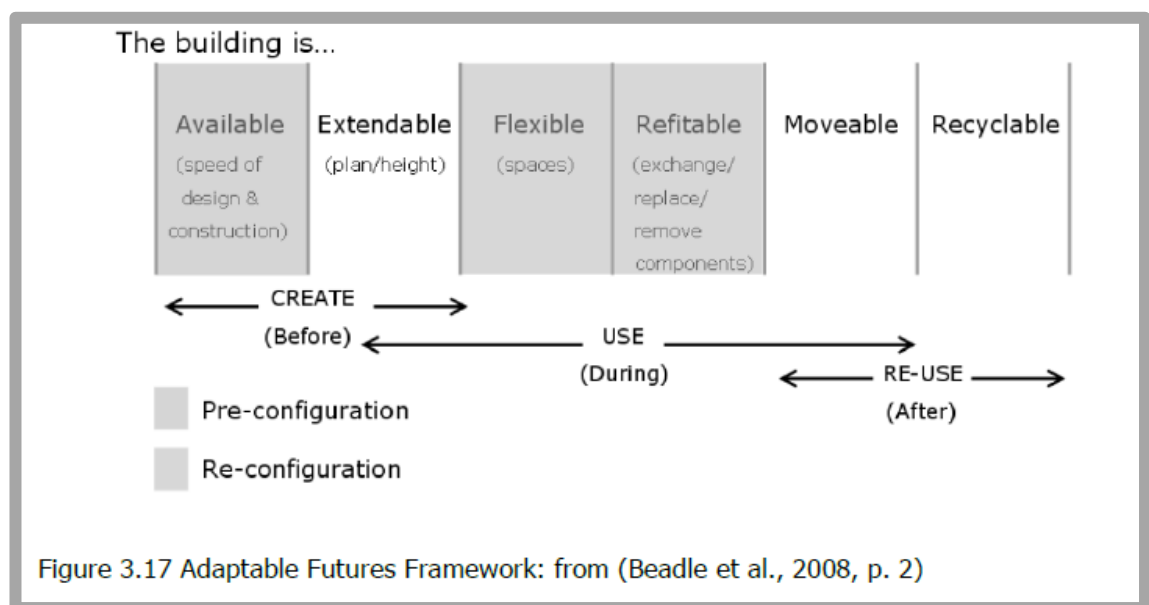 The building is...
Available
(speed of
design &
construction)
Extendable
(plan/height)
Flexible
(spaces)
Refitable
(exchange/
replace/
remove
components)
Moveable
Recyclable
CREATE
(Before)
USE
(During)
RE-USE
(After)
Pre-configuration
Re-configuration
Figure 3.17 Adaptable Futures Framework: from (Beadle et al., 2008, p. 2)